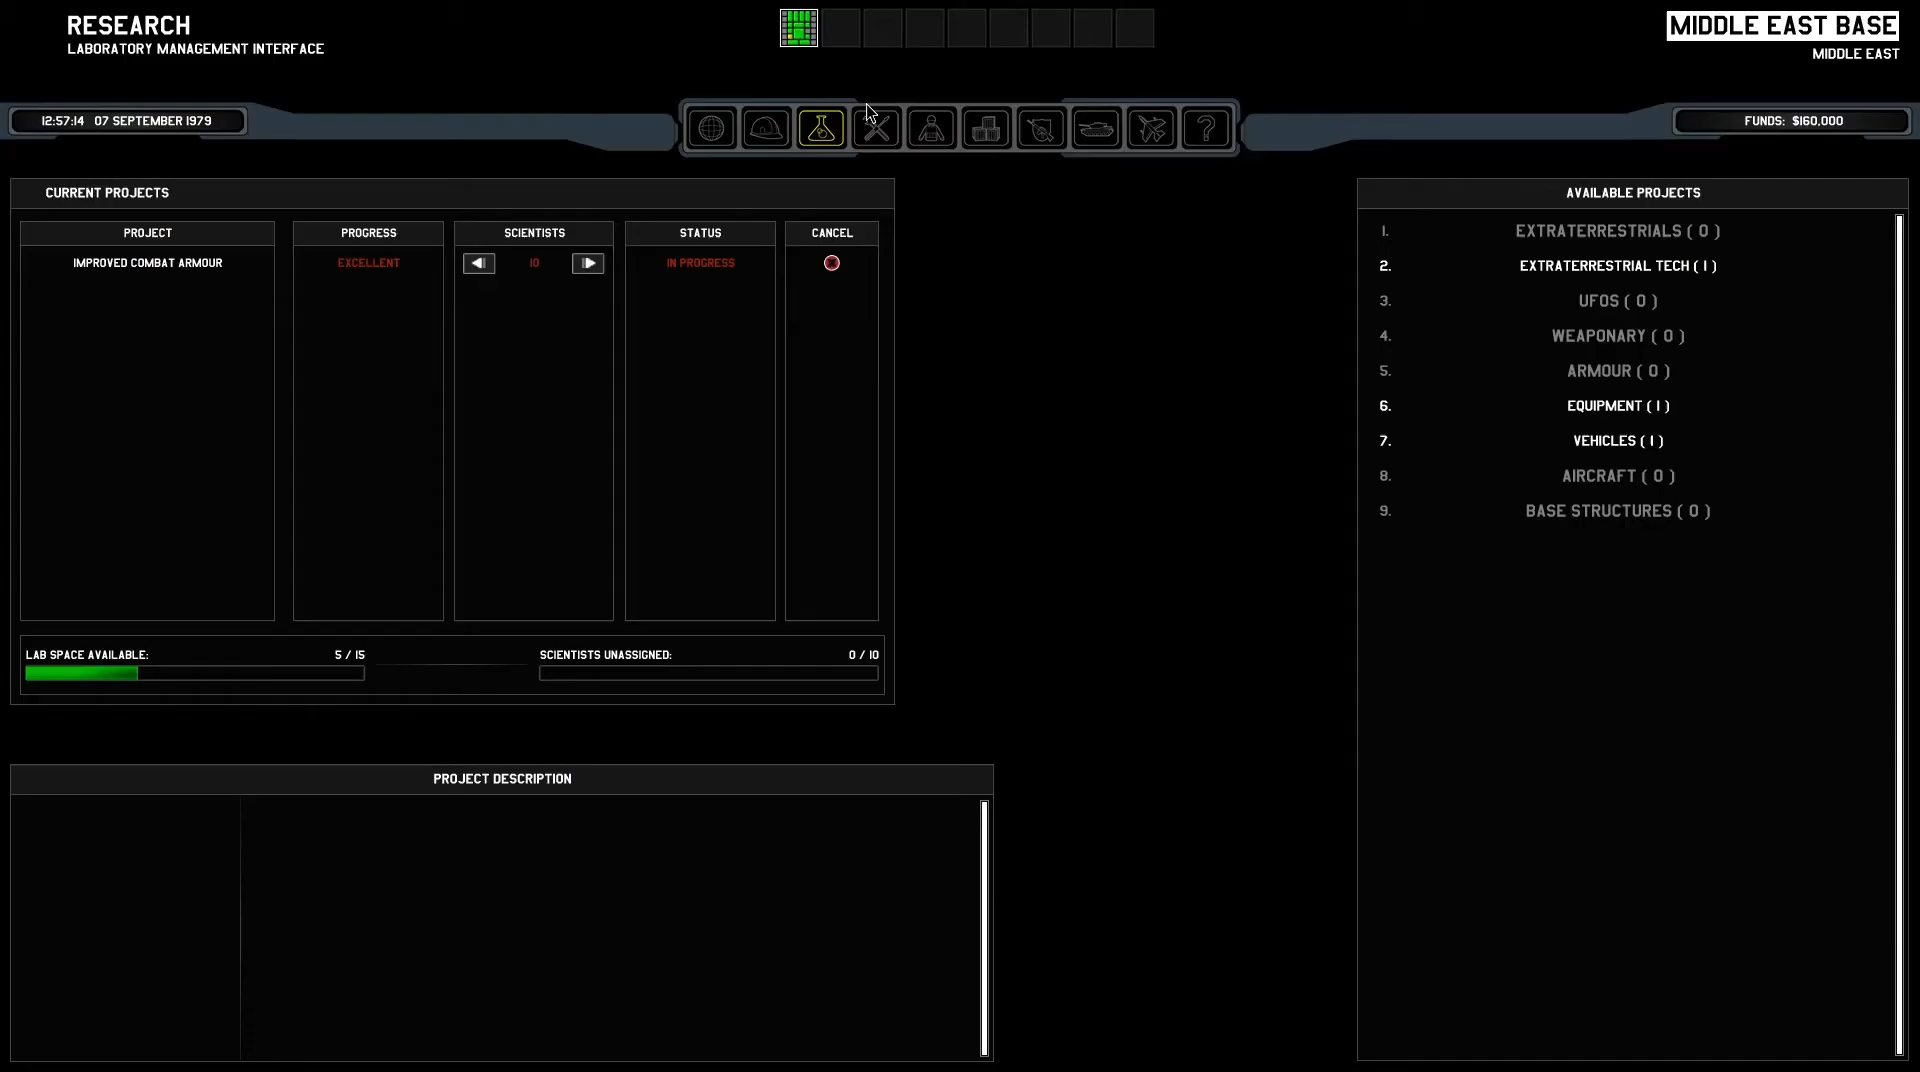 RESEARCH
LABORATORY MANAGEMENT INTERFACE
MIDDLE EAST BASE
MIDDLE EAST
12:57:14 07 SEPTEMBER 1979
?
FUNDS: $160,000
CURRENT PROJECTS
PROJECT PROGRESS SCIENTISTS STATUS CANCEL
IMPROVED COMBAT ARMOUR EXCELLENT 10 IN PROGRESS
LAB SPACE AVAILABLE: 5 / 15 SCIENTISTS UNASSIGNED: 0 / 10
PROJECT DESCRIPTION
AVAILABLE PROJECTS
1. EXTRATERRESTRIALS ( 0 )
2. EXTRATERRESTRIAL TECH ( 1 )
3. UFOS ( 0 )
4. WEAPONARY ( 0 )
5. ARMOUR ( 0 )
6. EQUIPMENT ( 1 )
7. VEHICLES ( 1 )
8. AIRCRAFT ( 0 )
9. BASE STRUCTURES ( 0 )